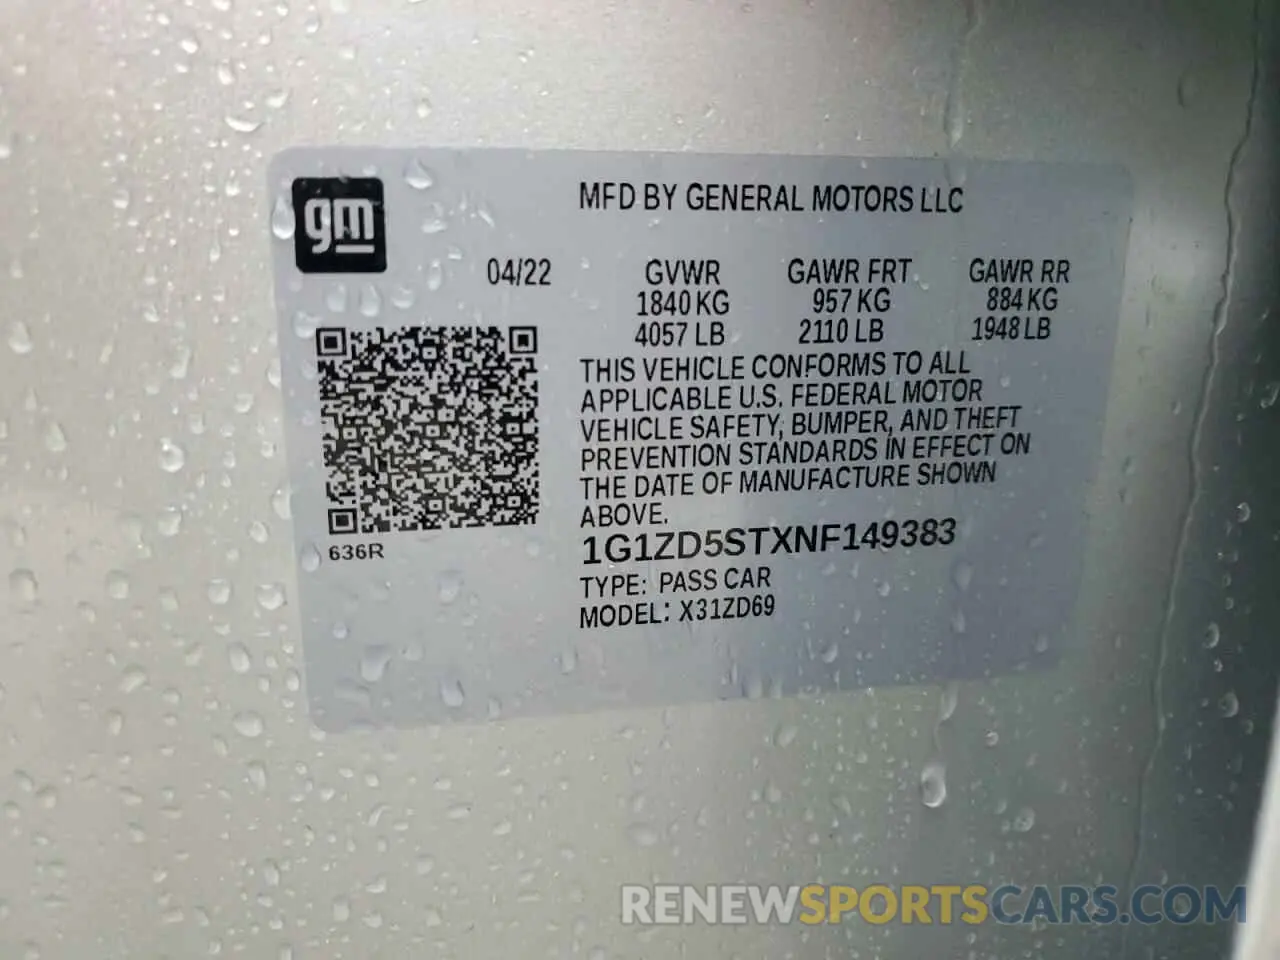 gm
MFD BY GENERAL MOTORS LLC
04/22 GVWR GAWR FRT GAWR RR
1840 KG 957 KG 884 KG
4057 LB 2110 LB 1948 LB
THIS VEHICLE CONFORMS TO ALL
APPLICABLE U.S. FEDERAL MOTOR
VEHICLE SAFETY, BUMPER, AND THEFT
PREVENTION STANDARDS IN EFFECT ON
THE DATE OF MANUFACTURE SHOWN
ABOVE.
636R
1G1ZD5STXNF149383
TYPE: PASS CAR
MODEL: X31ZD69
RENEWSPORTSCARS.COM